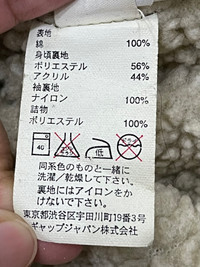 表地
綿 100%
身頃裏地
ポリエステル 56%
アクリル 44%
袖裏地
ナイロン 100%
詰物
ポリエステル 100%
40 低
同系色のものと一緒に
洗濯／乾燥して下さい。
裏地にはアイロンをか
けないで下さい。
東京都渋谷区宇田川町19番3号
ギャップジャパン株式会社